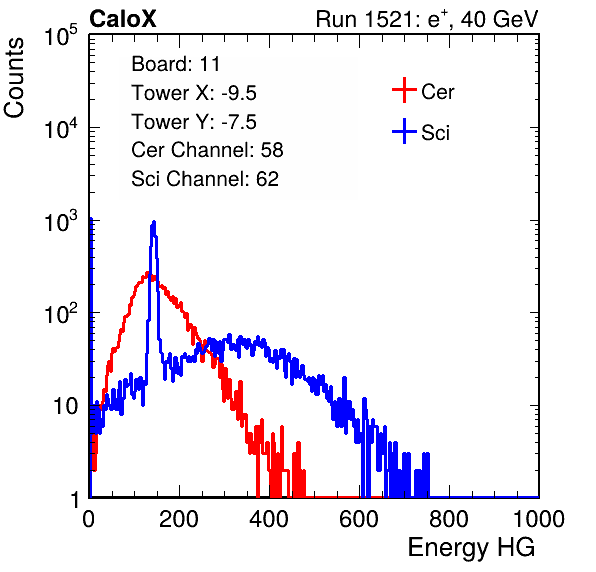 CaloX Run 1521: e⁺, 40 GeV
Counts
10⁵
10⁴
10³
10²
10
1
Board: 11
Tower X: -9.5
Tower Y: -7.5
Cer Channel: 58
Sci Channel: 62
Cer
Sci
0 200 400 600 800 1000
Energy HG